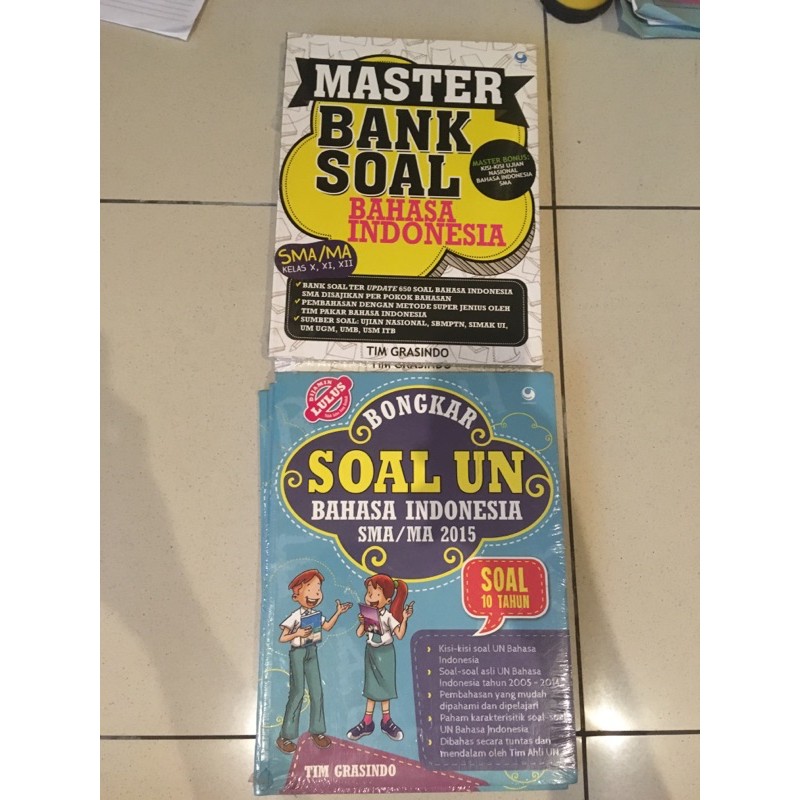 MASTER
BANK
SOAL
BAHASA
INDONESIA
MASTER BONUS:
KISI-KISI UJIAN
NASIONAL
BAHASA INDONESIA
SMA
SMA/MA
KELAS X, XI, XII
BANK SOAL TER UPDATE 650 SOAL BAHASA INDONESIA
SMA DISAJIKAN PER POKOK BAHASAN
PEMBAHASAN DENGAN METODE SUPER JENIUS OLEH
TIM PAKAR BAHASA INDONESIA
SUMBER SOAL: UJIAN NASIONAL, SBMPTN, SIMAK UI,
UM UGM, UMB, USM ITB
TIM GRASINDO
TIM GRASINDO
DIJAMIN
LULUS
BONGKAR
SOAL UN
BAHASA INDONESIA
SMA/MA 2015
SOAL
10 TAHUN
Kisi-kisi soal UN Bahasa
Indonesia
Soal-soal asli UN Bahasa
Indonesia tahun 2005 - 2014
Pembahasan yang mudah
dipahami dan dipelajari
Paham karakterisitik soal-soal
UN Bahasa Indonesia
Dibahas secara tuntas dan
mendalam oleh Tim Ahli UN
TIM GRASINDO